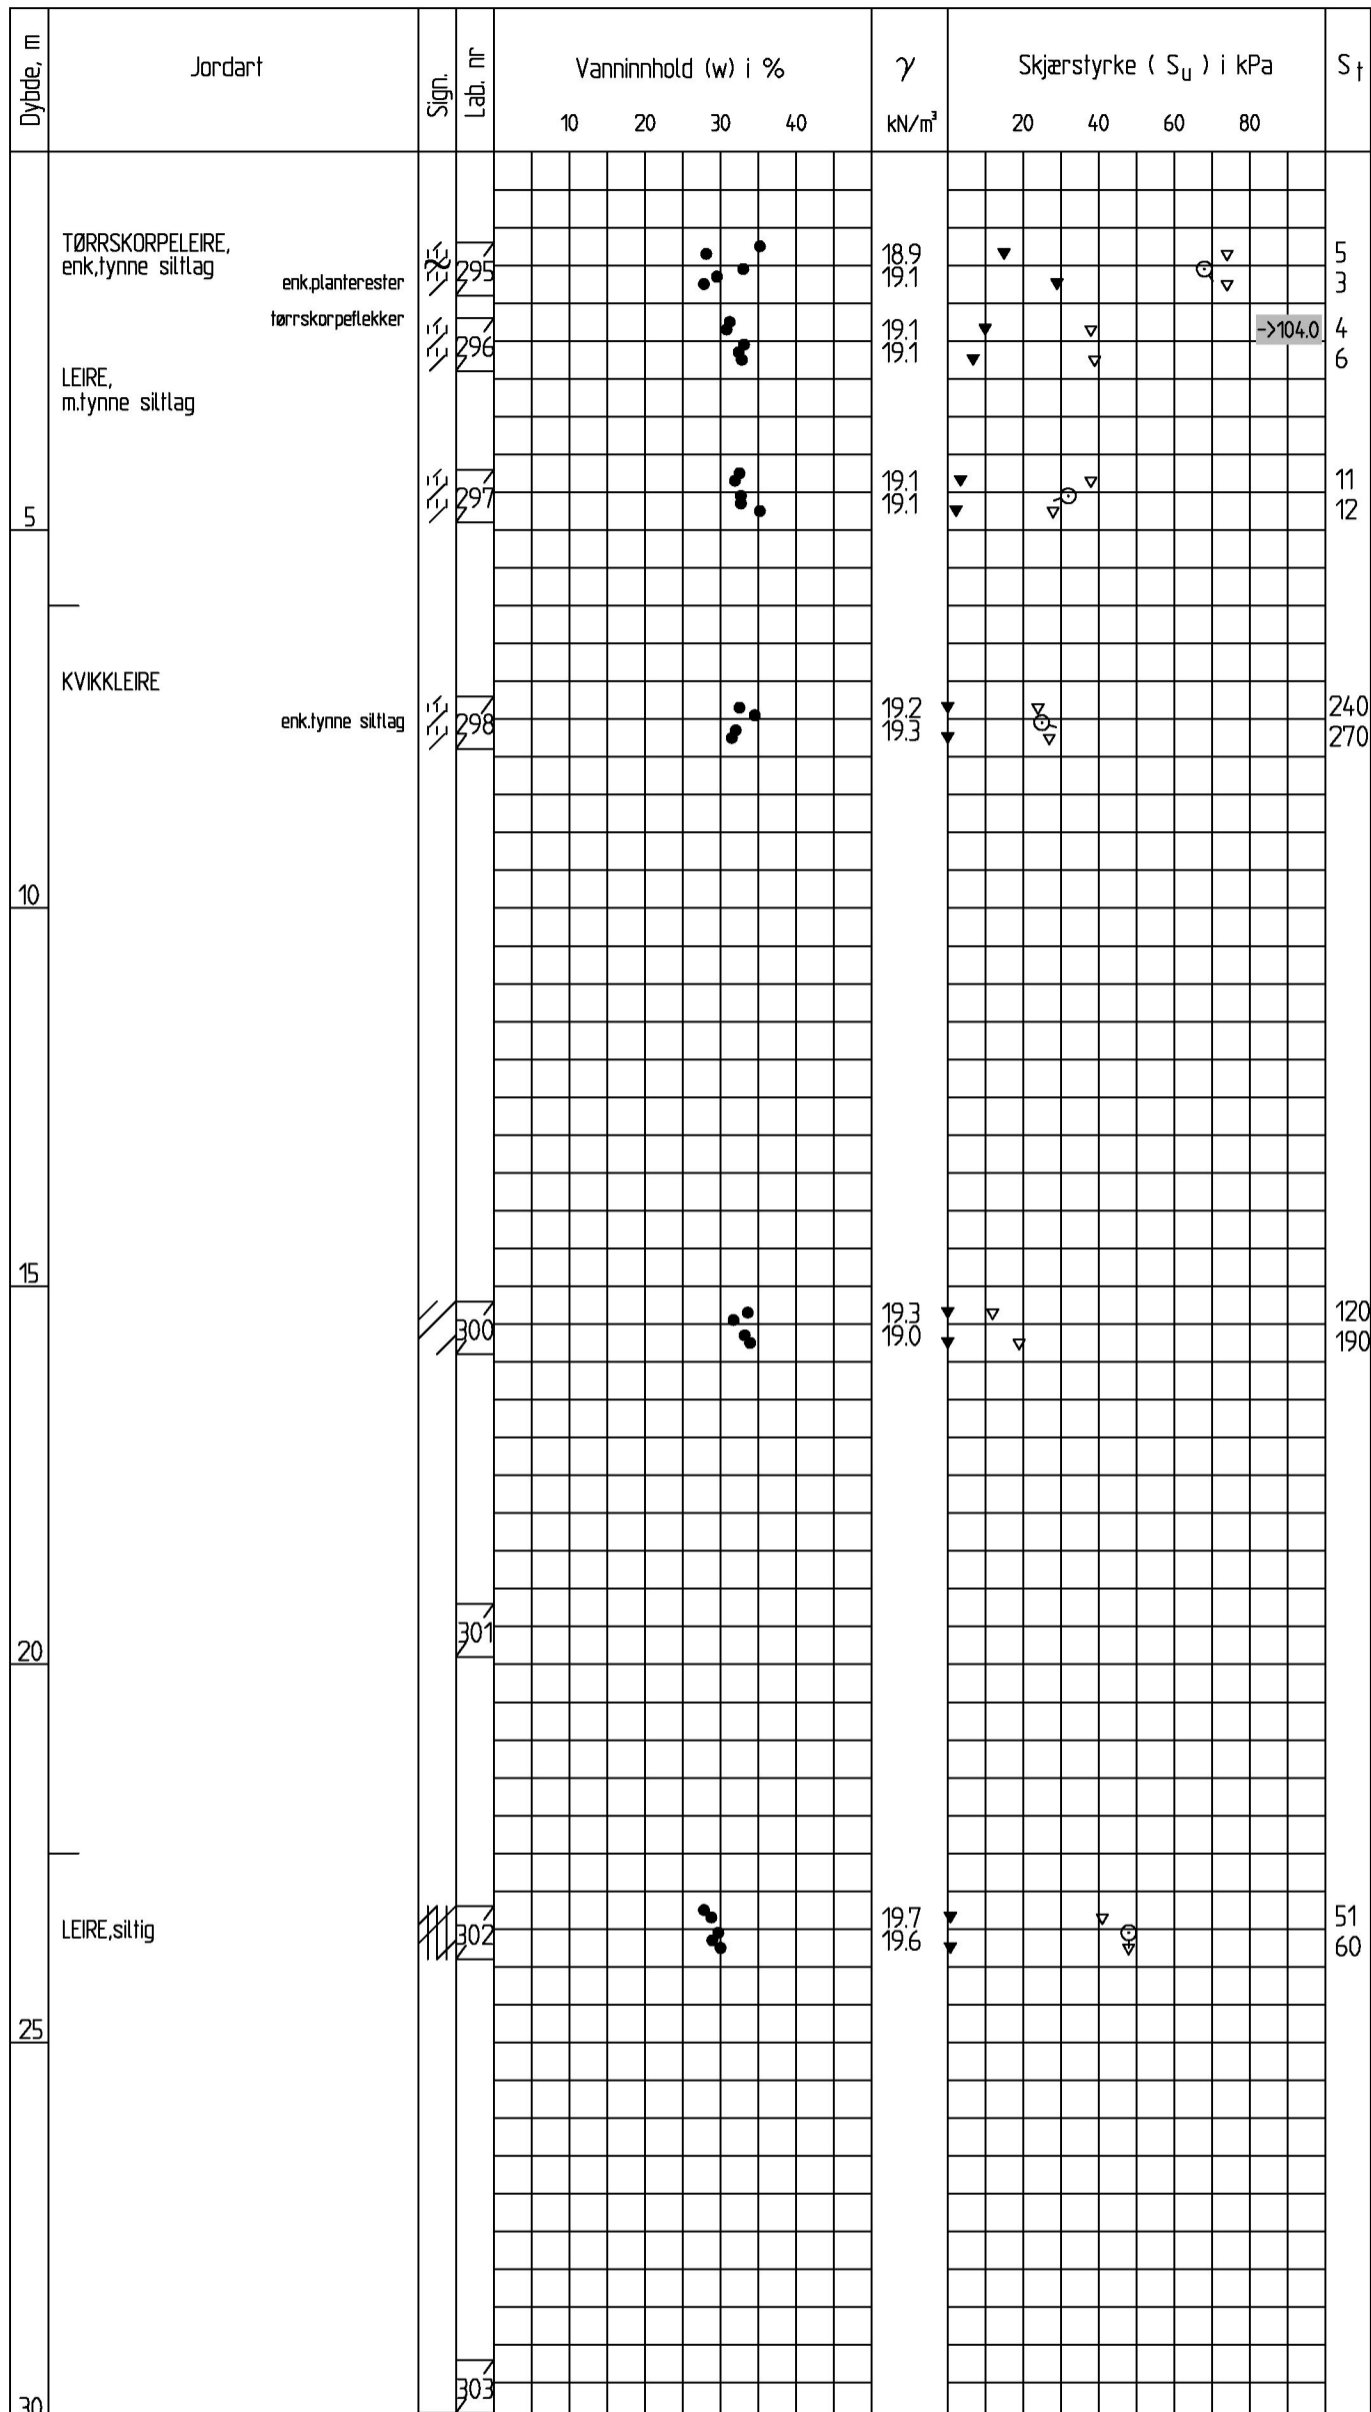 Dybde, m
Jordart
Sign.
Lab. nr
Vanninnhold (w) i %
γ
Skjærstyrke ( Su ) i kPa
St
10 20 30 40
kN/m³
20 40 60 80
TØRRSKORPELEIRE,
enk,tynne siltlag
enk.planterester
295
18.9
19.1
5
3
tørrskorpeflekker
296
19.1
19.1
->104.0
4
6
LEIRE,
m.tynne siltlag
297
19.1
19.1
11
12
5
KVIKKLEIRE
enk.tynne siltlag
298
19.2
19.3
240
270
10
15
300
19.3
19.0
120
190
301
20
LEIRE,siltig
302
19.7
19.6
51
60
25
303
30